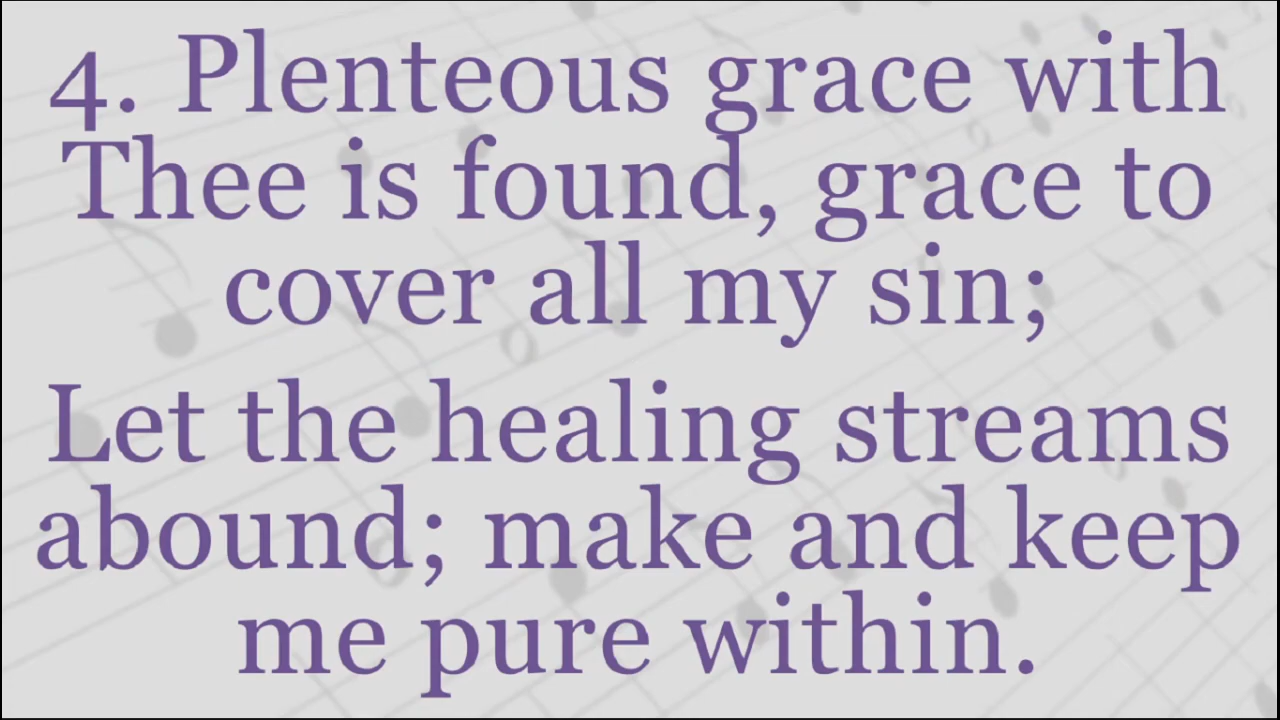 4. Plenteous grace with
Thee is found, grace to
cover all my sin;
Let the healing streams
abound; make and keep
me pure within.